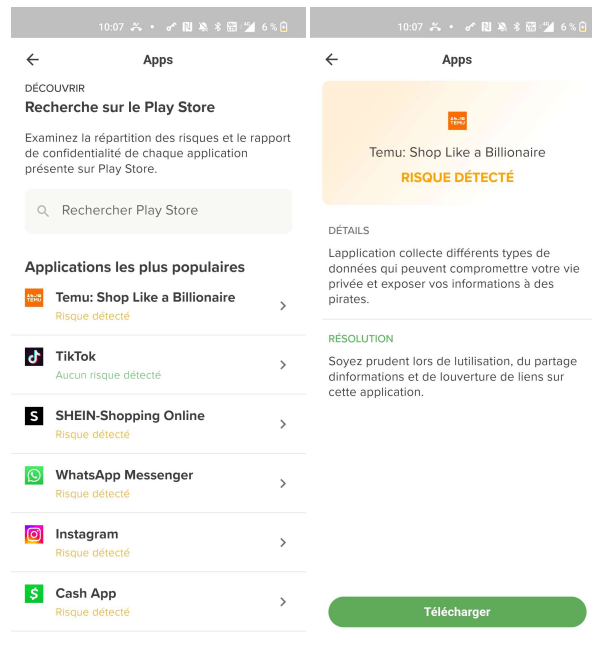 10:07
6 %
Apps
DÉCOUVRIR
Recherche sur le Play Store
Examinez la répartition des risques et le rapport
de confidentialité de chaque application
présente sur Play Store.
Rechercher Play Store
Applications les plus populaires
TEMU
Temu: Shop Like a Billionaire
Risque détecté
TikTok
Aucun risque détecté
S
SHEIN-Shopping Online
Risque détecté
WhatsApp Messenger
Risque détecté
Instagram
Risque détecté
$
Cash App
Risque détecté
10:07
6 %
Apps
TEMU
Temu: Shop Like a Billionaire
RISQUE DÉTECTÉ
DÉTAILS
Lapplication collecte différents types de
données qui peuvent compromettre votre vie
privée et exposer vos informations à des
pirates.
RÉSOLUTION
Soyez prudent lors de lutilisation, du partage
dinformations et de louverture de liens sur
cette application.
Télécharger